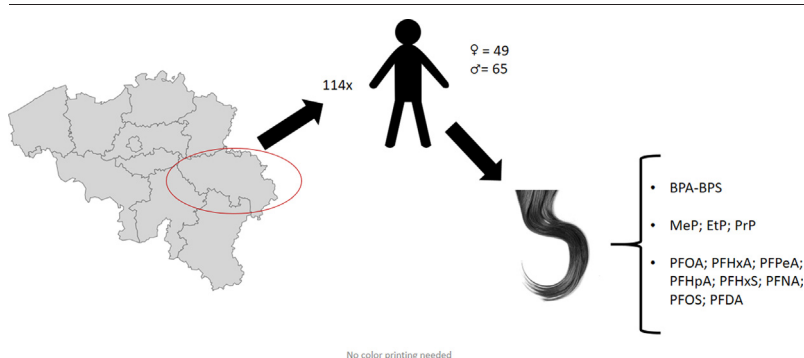 114x
♀ = 49
♂= 65
• BPA-BPS
• MeP; EtP; PrP
• PFOA; PFHxA; PFPeA;
PFHpA; PFHxS; PFNA;
PFOS; PFDA
No color printing needed